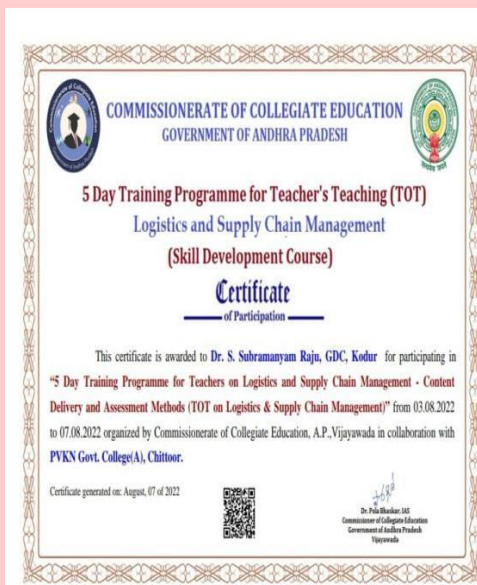 COMMISSIONERATE OF COLLEGIATE EDUCATION
GOVERNMENT OF ANDHRA PRADESH
5 Day Training Programme for Teacher's Teaching (TOT)
Logistics and Supply Chain Management
(Skill Development Course)
Certificate
of Participation
This certificate is awarded to Dr. S. Subramanyam Raju, GDC, Kodur for participating in
“5 Day Training Programme for Teachers on Logistics and Supply Chain Management - Content
Delivery and Assessment Methods (TOT on Logistics & Supply Chain Management)” from 03.08.2022
to 07.08.2022 organized by Commissionerate of Collegiate Education, A.P.,Vijayawada in collaboration with
PVKN Govt. College(A), Chittoor.
Certificate generated on: August, 07 of 2022
Dr. Pola Bhaskar, IAS
Commissioner of Collegiate Education
Government of Andhra Pradesh
Vijayawada